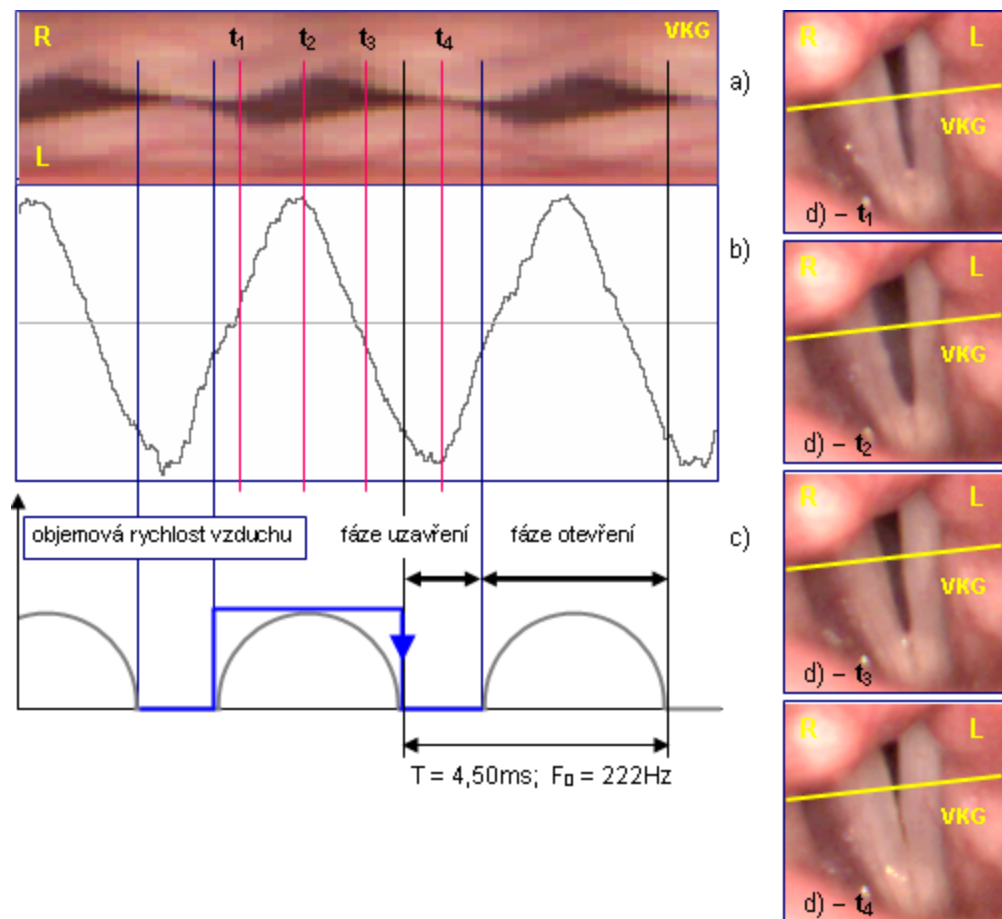 R t₁ t₂ t₃ t₄ VKG
L
a)
b)
objemová rychlost vzduchu fáze uzavření fáze otevření
c)
T = 4,50ms; F₀ = 222Hz
R L
VKG
d) – t₁
R L
VKG
d) – t₂
R L
VKG
d) – t₃
R L
VKG
d) – t₄